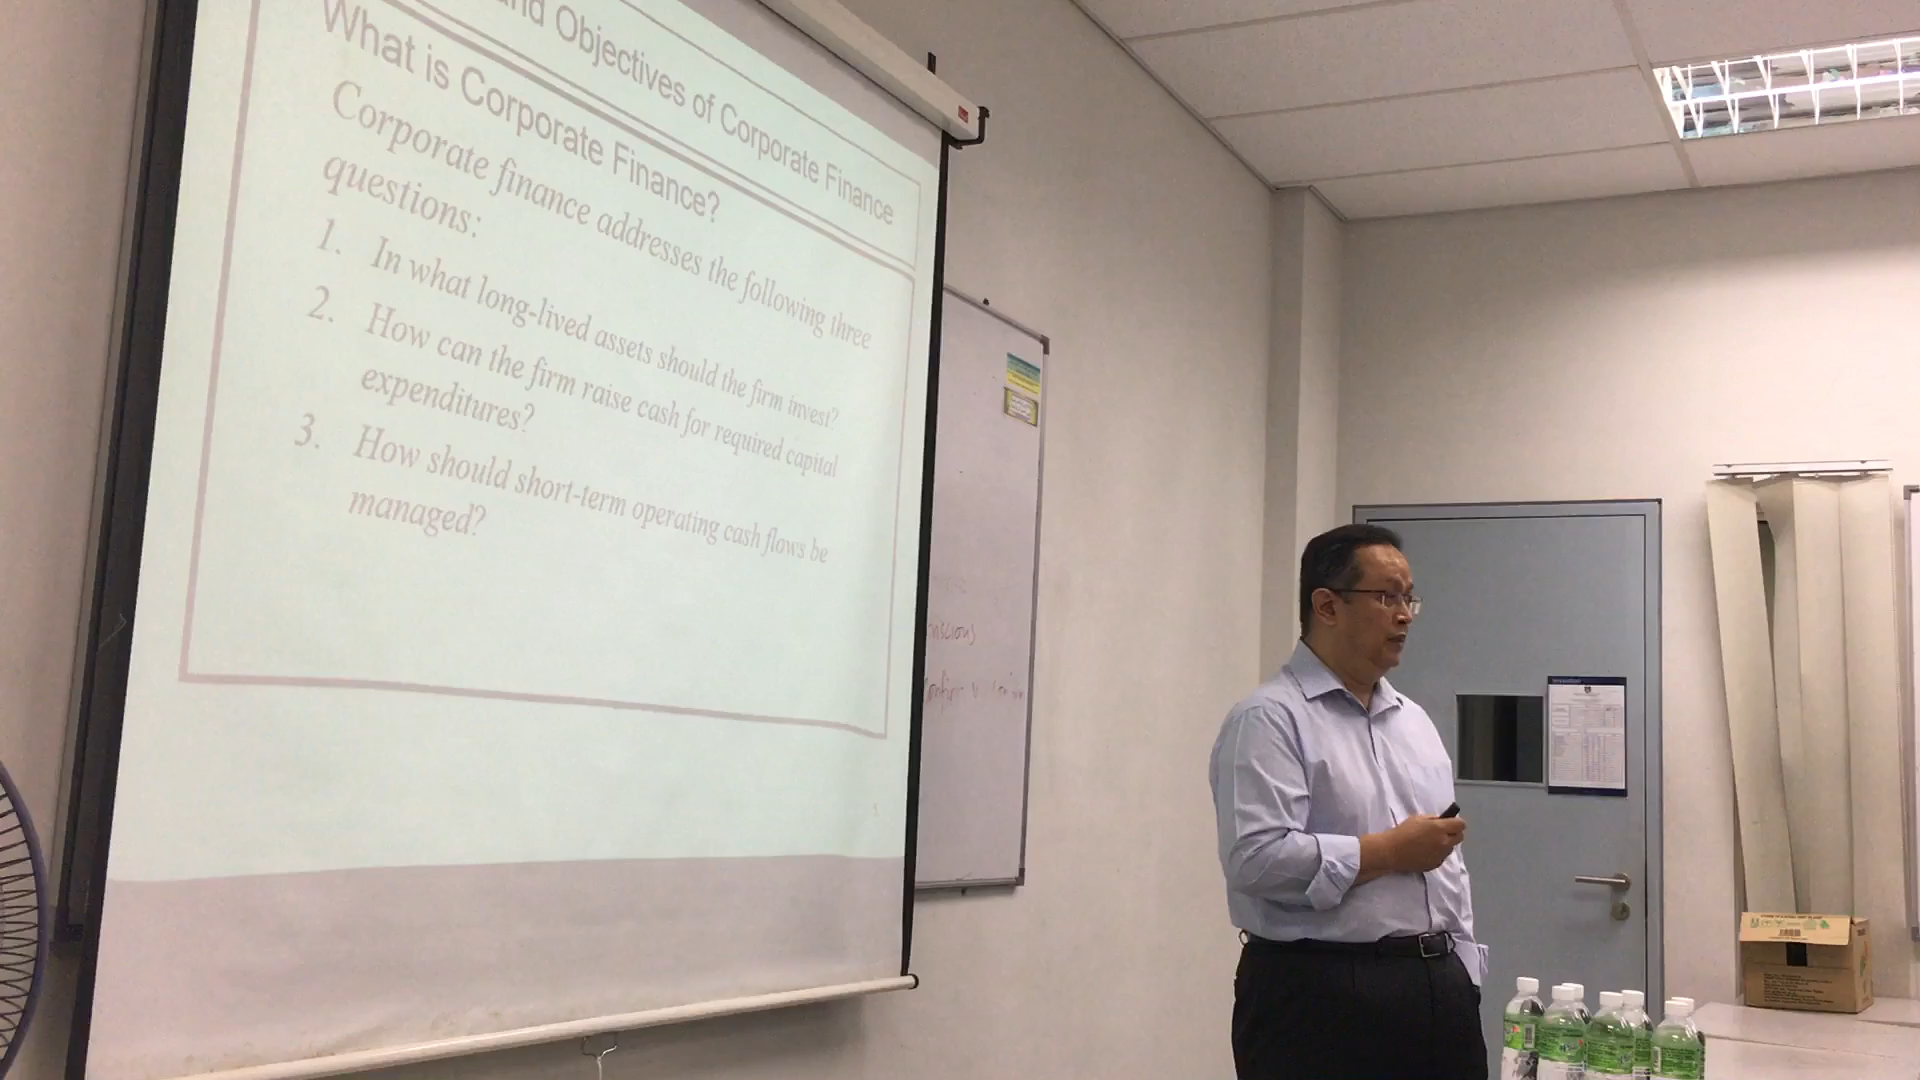 and Objectives of Corporate Finance
What is Corporate Finance?
Corporate finance addresses the following three
questions:
1. In what long-lived assets should the firm invest?
2. How can the firm raise cash for required capital
expenditures?
3. How should short-term operating cash flows be
managed?